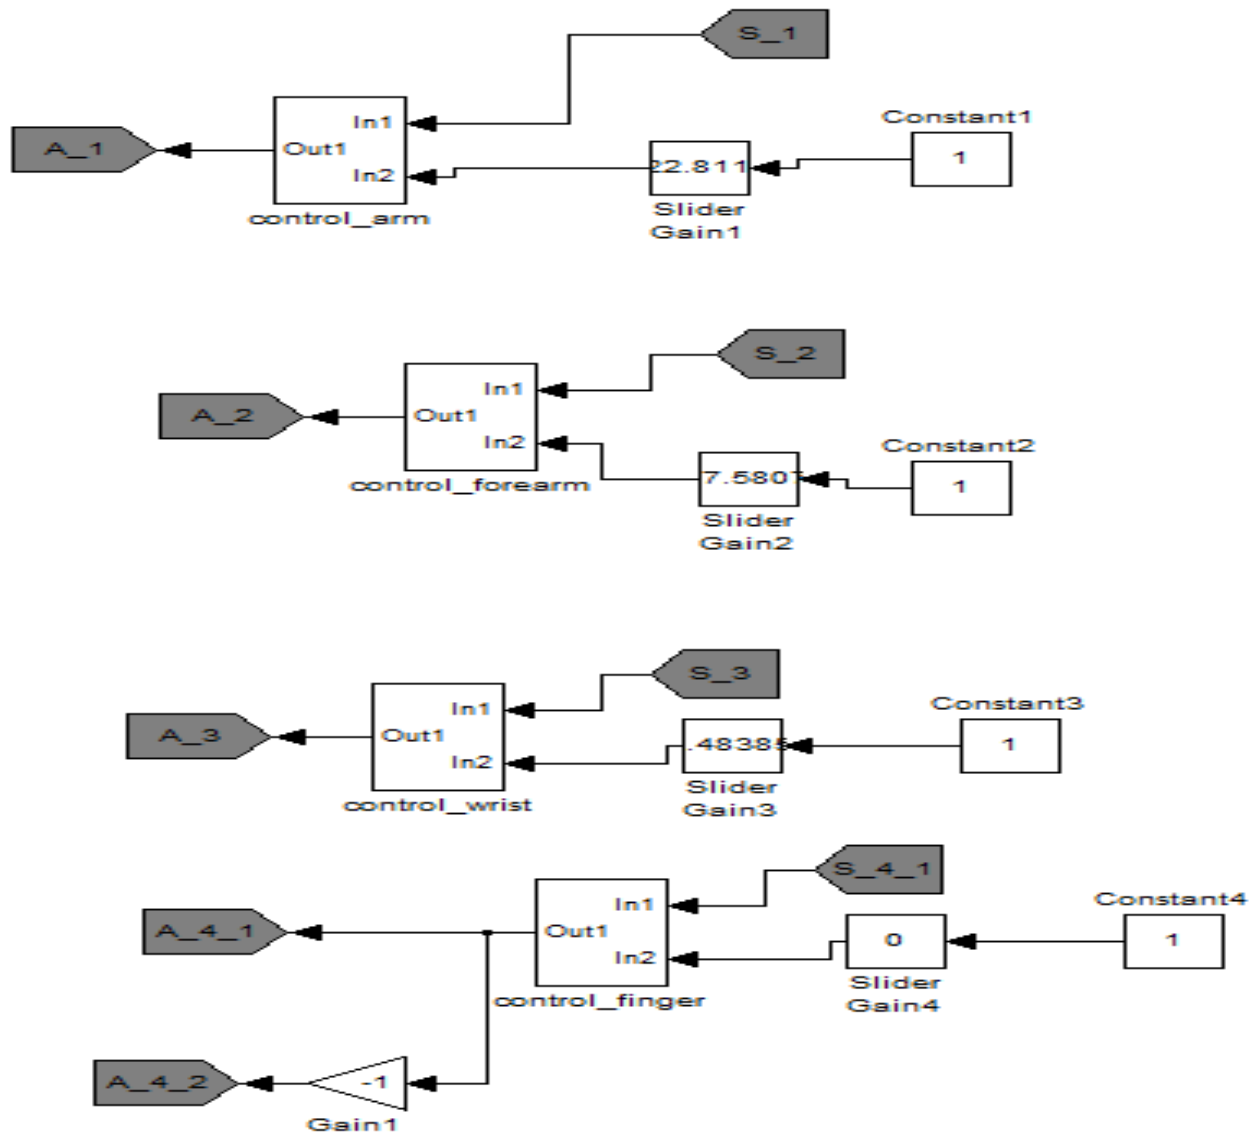 S_1
Constant1
In1
A_1
Out1
22.811
1
In2
control_arm
Slider
Gain1
S_2
In1
A_2
Out1
In2
Constant2
7.580
1
control_forearm
Slider
Gain2
S_3
In1
Constant3
A_3
Out1
.48385
1
In2
control_wrist
Slider
Gain3
S_4_1
In1
Constant4
A_4_1
Out1
0
1
In2
control_finger
Slider
Gain4
A_4_2
-1
Gain1